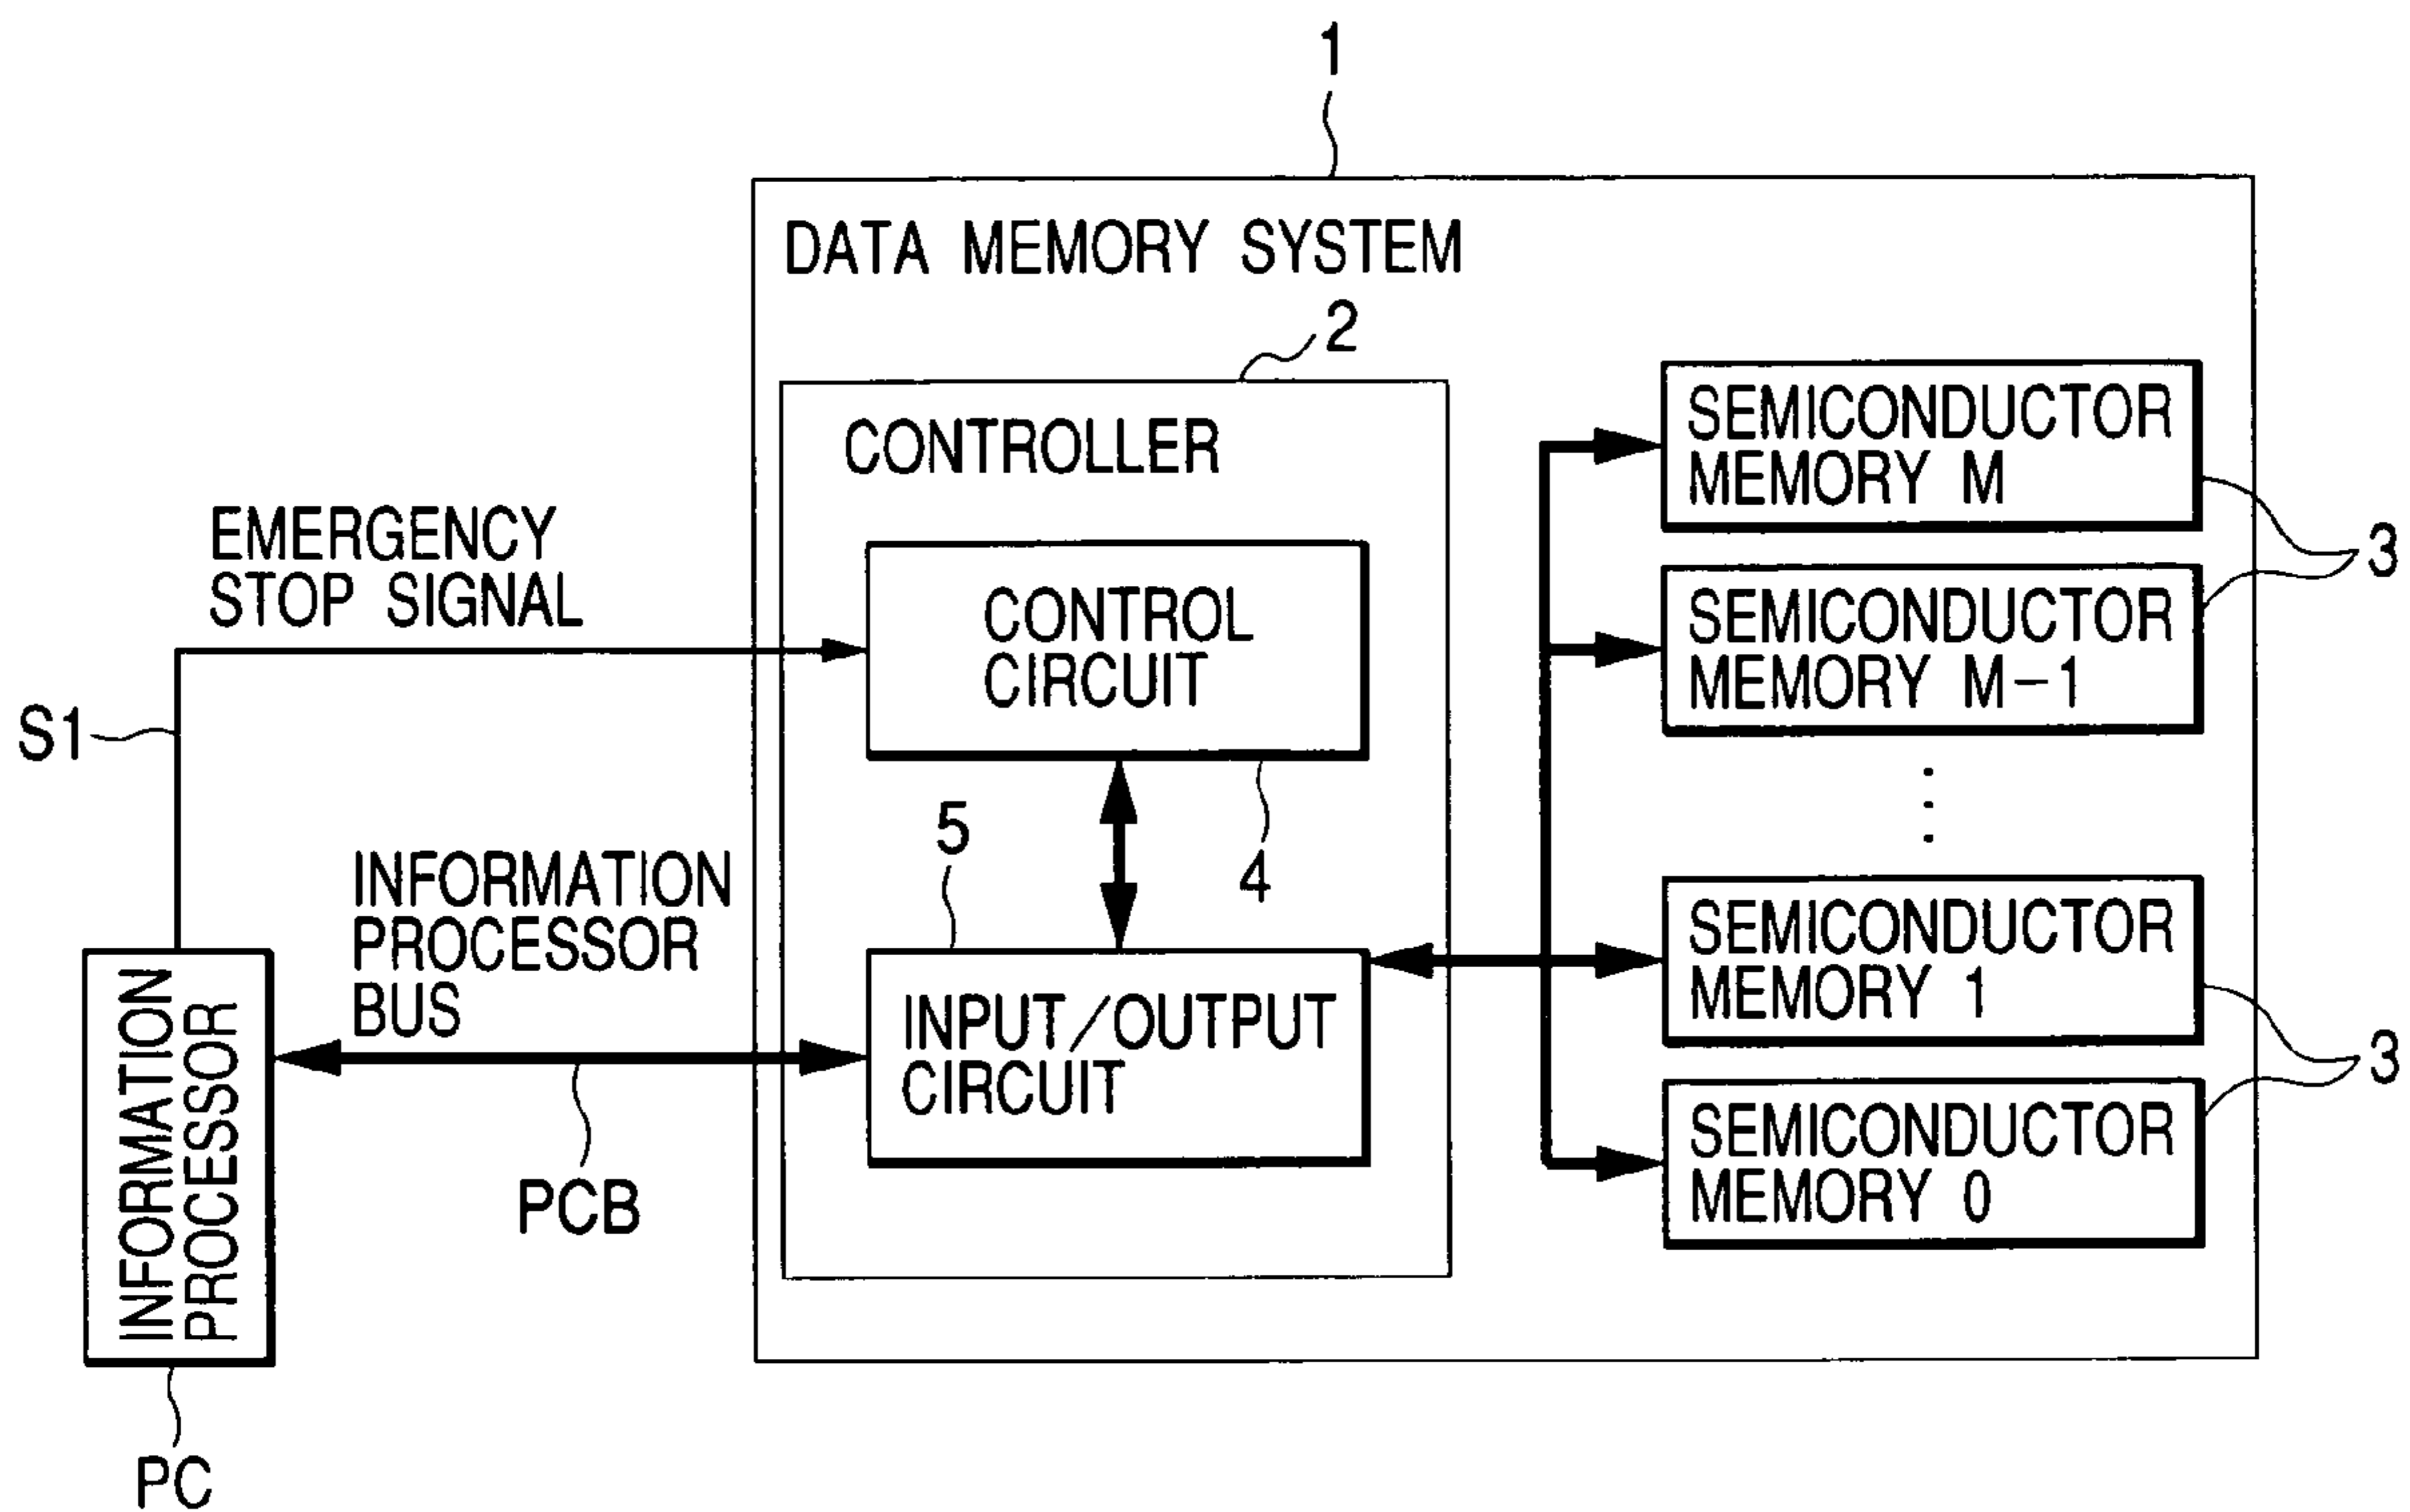 1
DATA MEMORY SYSTEM
2
CONTROLLER
SEMICONDUCTOR
MEMORY M
3
EMERGENCY
STOP SIGNAL
CONTROL
CIRCUIT
SEMICONDUCTOR
MEMORY M-1
S1
4
5
INFORMATION
PROCESSOR
BUS
INPUT/OUTPUT
CIRCUIT
SEMICONDUCTOR
MEMORY 1
3
SEMICONDUCTOR
MEMORY 0
INFORMATION
PROCESSOR
PCB
PC